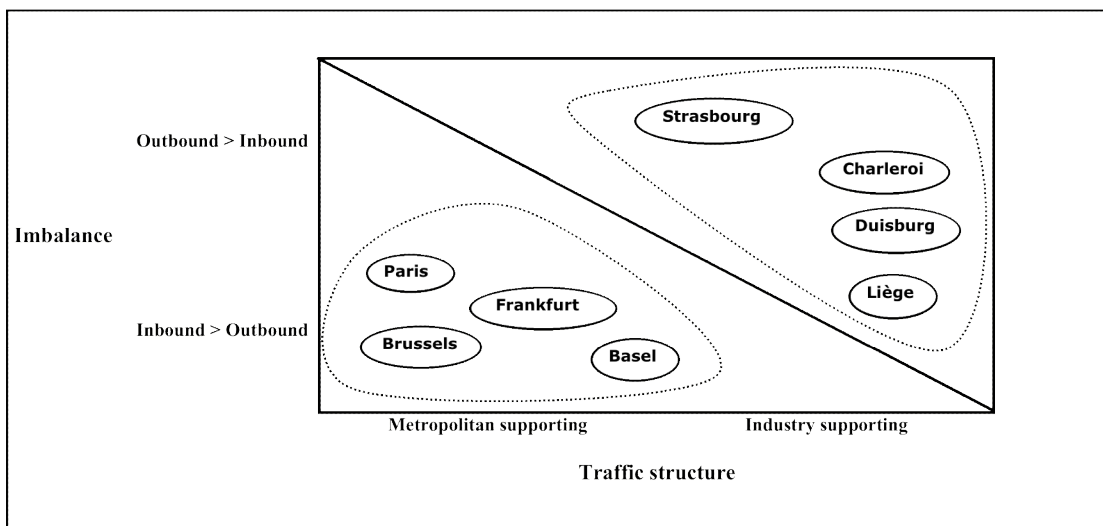 Strasbourg
Outbound > Inbound
Charleroi
Duisburg
Imbalance
Paris
Liège
Frankfurt
Inbound > Outbound
Brussels
Basel
Metropolitan supporting
Industry supporting
Traffic structure